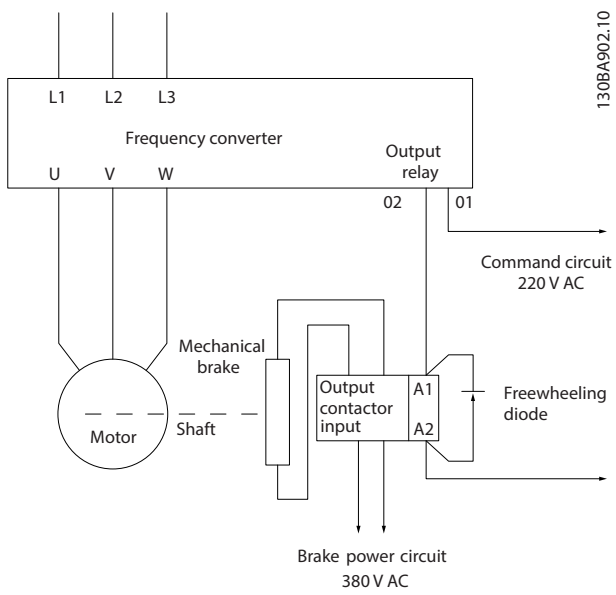 130BA902.10
L1 L2 L3
Frequency converter
Output
relay
U V W
02 01
Command circuit
220 V AC
Mechanical
brake
Output
contactor
input
A1
A2
Freewheeling
diode
Motor
Shaft
Brake power circuit
380 V AC